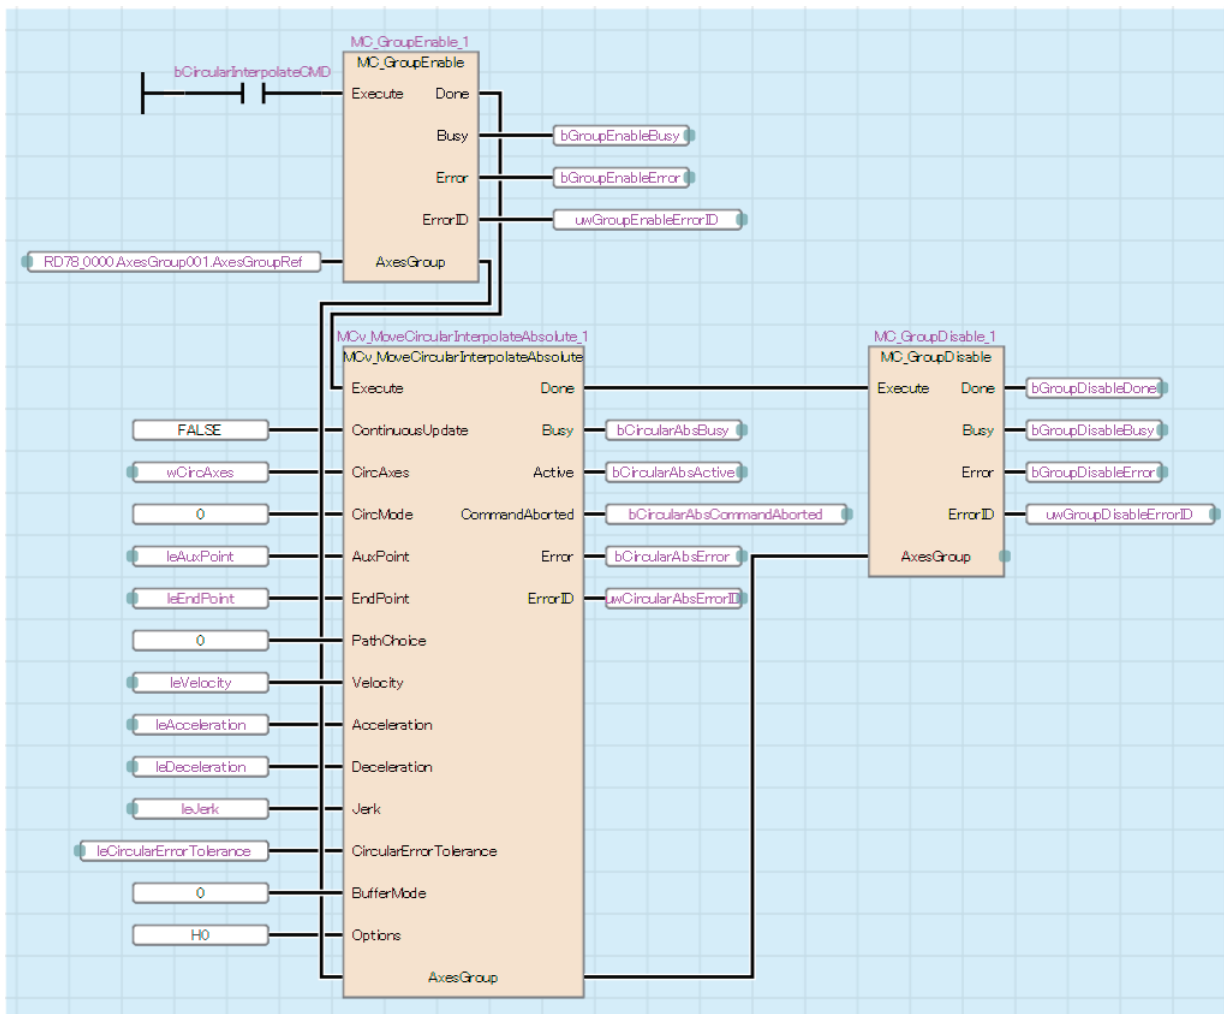 MC_GroupEnable_1
MC_GroupEnable
bCircularInterpolateCMD
Execute Done
Busy bGroupEnableBusy
Error bGroupEnableError
ErrorID uwGroupEnableErrorID
RD78_0000.AxesGroup001.AxesGroupRef AxesGroup
MCv_MoveCircularInterpolateAbsolute_1
MCv_MoveCircularInterpolateAbsolute
Execute Done
FALSE ContinuousUpdate Busy bCircularAbsBusy
wCircAxes CircAxes Active bCircularAbsActive
0 CircMode CommandAborted bCircularAbsCommandAborted
leAuxPoint AuxPoint Error bCircularAbsError
leEndPoint EndPoint ErrorID uwCircularAbsErrorID
0 PathChoice
leVelocity Velocity
leAcceleration Acceleration
leDeceleration Deceleration
leJerk Jerk
leCircularErrorTolerance CircularErrorTolerance
0 BufferMode
H0 Options
AxesGroup
MC_GroupDisable_1
MC_GroupDisable
Execute Done bGroupDisableDone
Busy bGroupDisableBusy
Error bGroupDisableError
ErrorID uwGroupDisableErrorID
AxesGroup